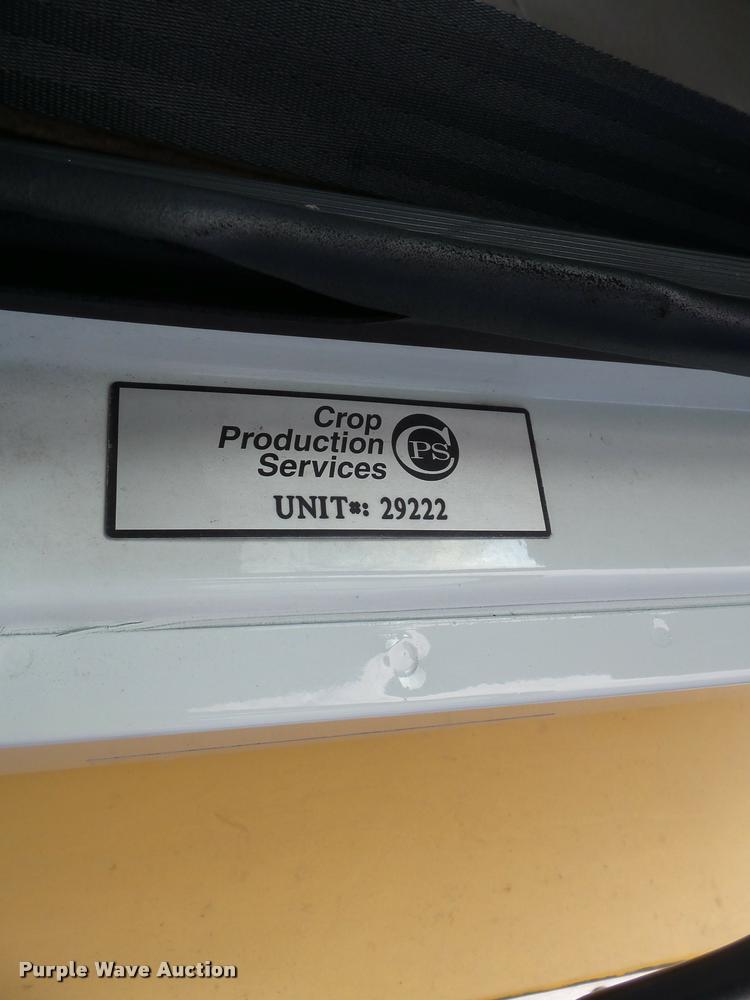 Crop
Production
Services
CPS
UNIT#: 29222
Purple Wave Auction